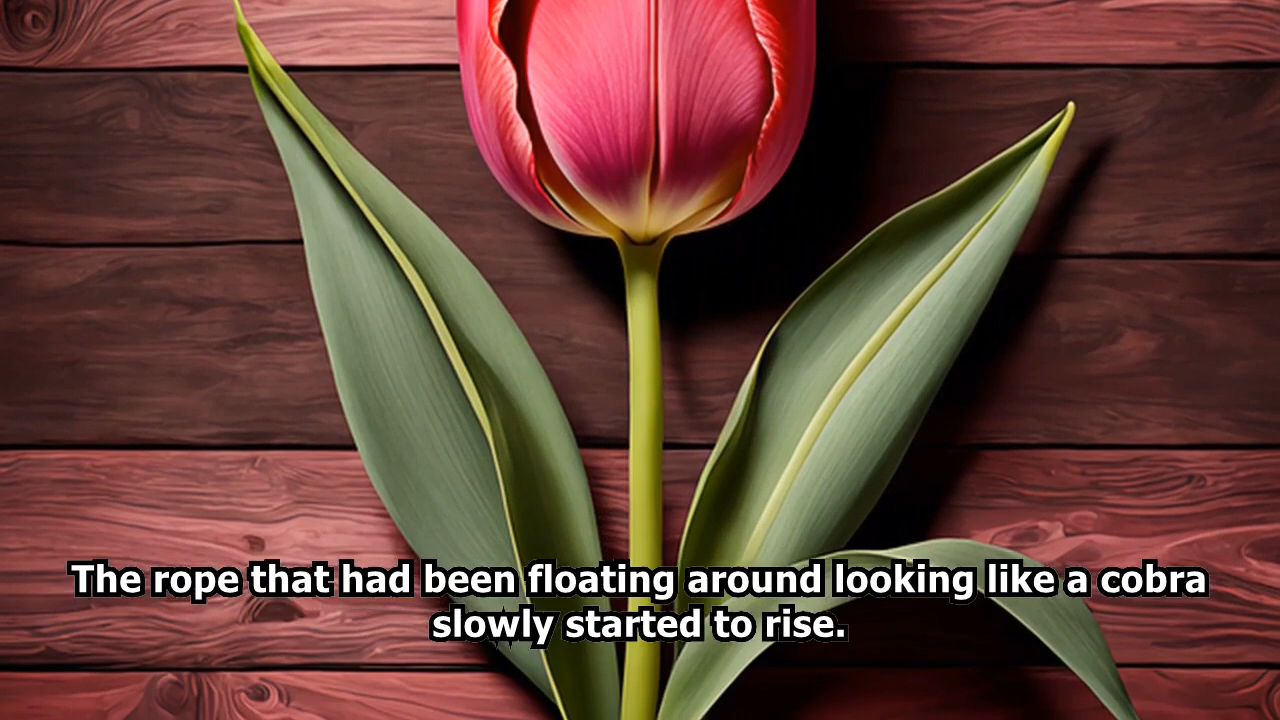 The rope that had been floating around looking like a cobra
slowly started to rise.